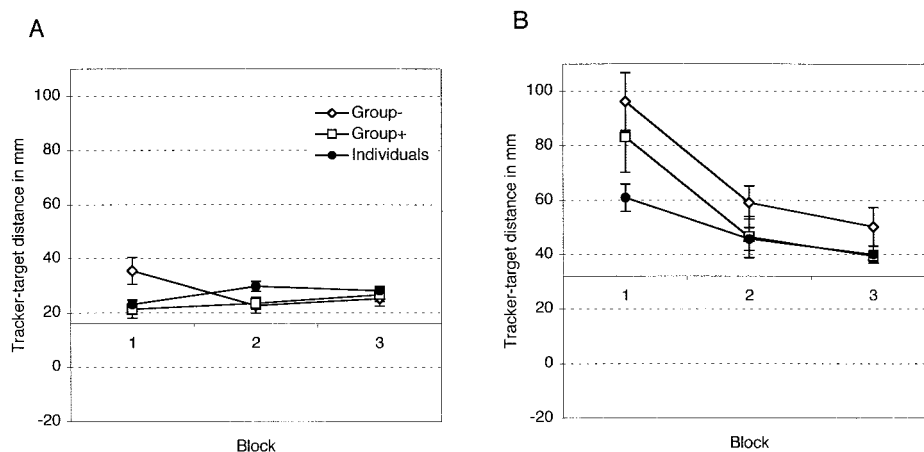 A
Tracker-target distance in mm
100
80
60
40
20
0
-20
Group-
Group+
Individuals
1 2 3
Block
B
Tracker-target distance in mm
100
80
60
40
20
0
-20
1 2 3
Block